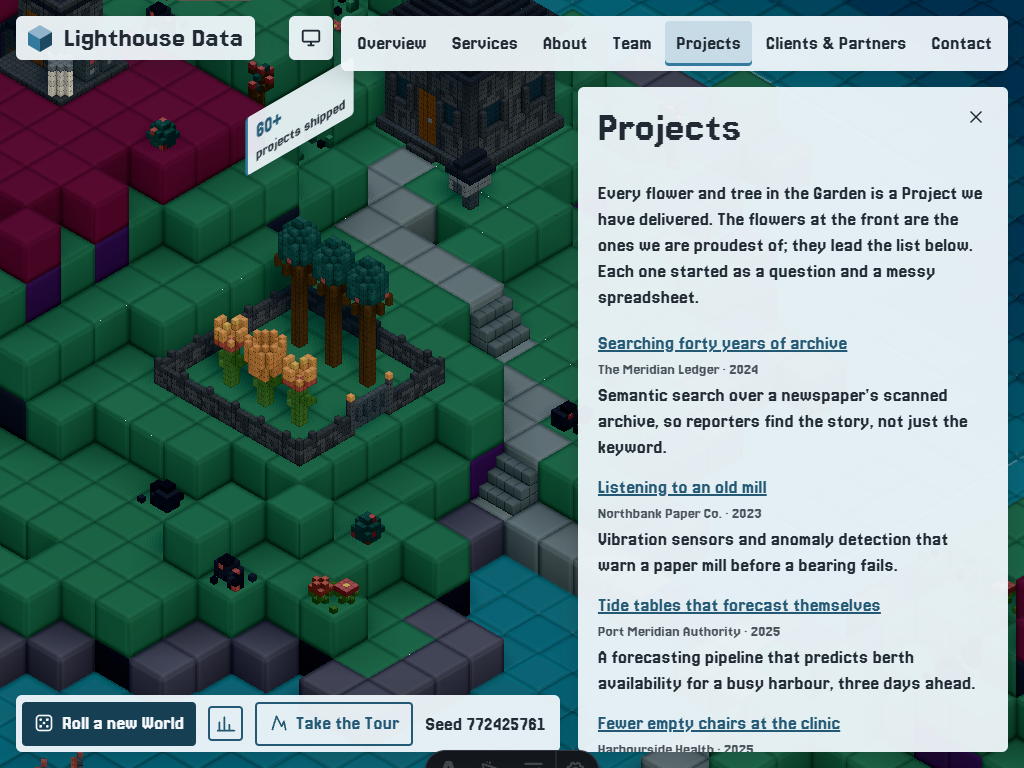 Lighthouse Data
Overview
Services
About
Team
Projects
Clients & Partners
Contact
60+
projects shipped
Projects
Every flower and tree in the Garden is a Project we
have delivered. The flowers at the front are the
ones we are proudest of; they lead the list below.
Each one started as a question and a messy
spreadsheet.
Searching forty years of archive
The Meridian Ledger · 2024
Semantic search over a newspaper's scanned
archive, so reporters find the story, not just the
keyword.
Listening to an old mill
Northbank Paper Co. · 2023
Vibration sensors and anomaly detection that
warn a paper mill before a bearing fails.
Tide tables that forecast themselves
Port Meridian Authority · 2025
A forecasting pipeline that predicts berth
availability for a busy harbour, three days ahead.
Fewer empty chairs at the clinic
Harbourside Health · 2025
Roll a new World
Take the Tour
Seed 772425761